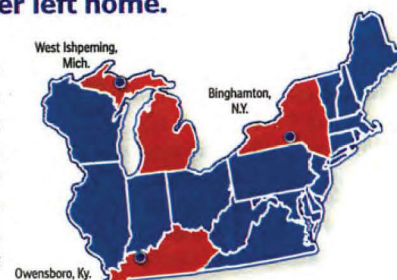 er left home.
West Ishpeming,
Mich.
Binghamton,
N.Y.
Owensboro, Ky.